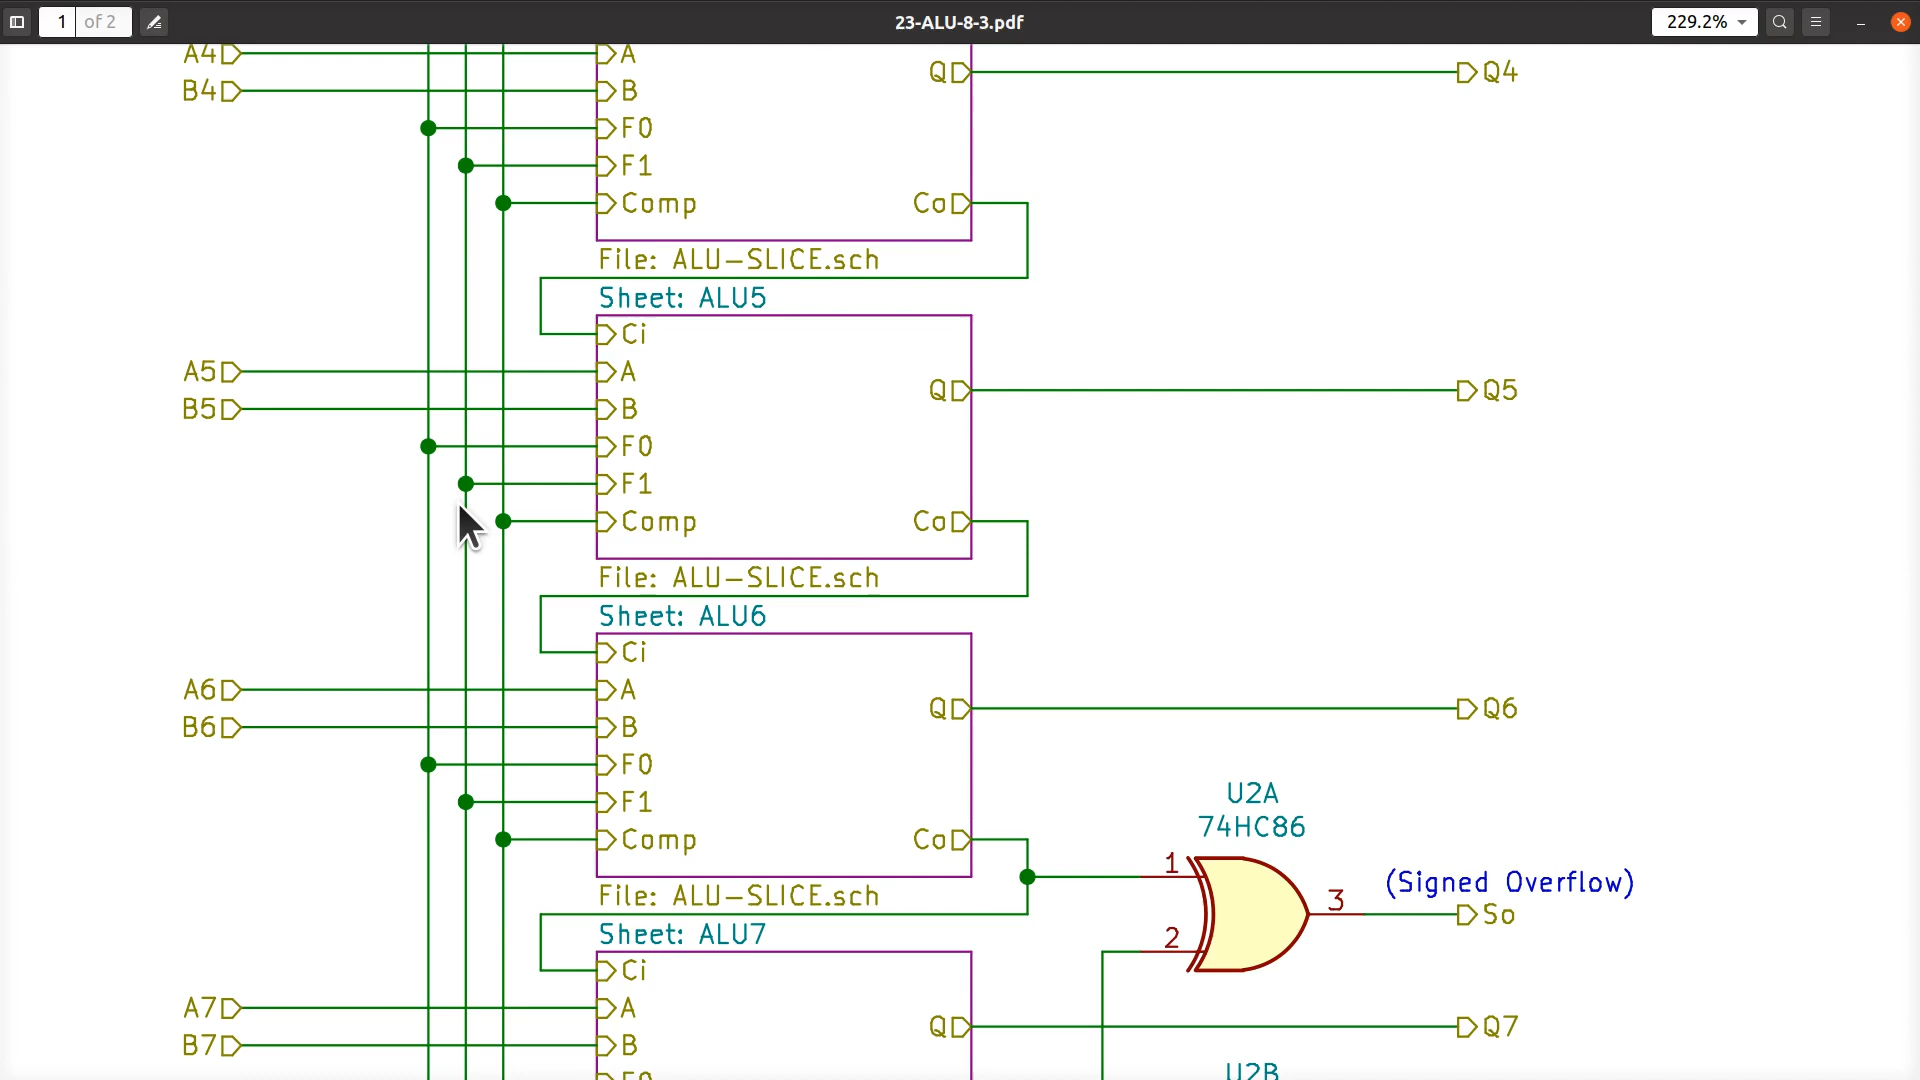 1 of 2
23-ALU-8-3.pdf
229.2%
A4 A
Q Q4
B4 B
F0
F1
Comp Co
File: ALU-SLICE.sch
Sheet: ALU5
Ci
A5 A
Q Q5
B5 B
F0
F1
Comp Co
File: ALU-SLICE.sch
Sheet: ALU6
Ci
A6 A
Q Q6
B6 B
F0
F1
U2A
74HC86
Comp Co
1
(Signed Overflow)
3
So
File: ALU-SLICE.sch
Sheet: ALU7
2
Ci
A7 A
Q Q7
B7 B
F0
U2B